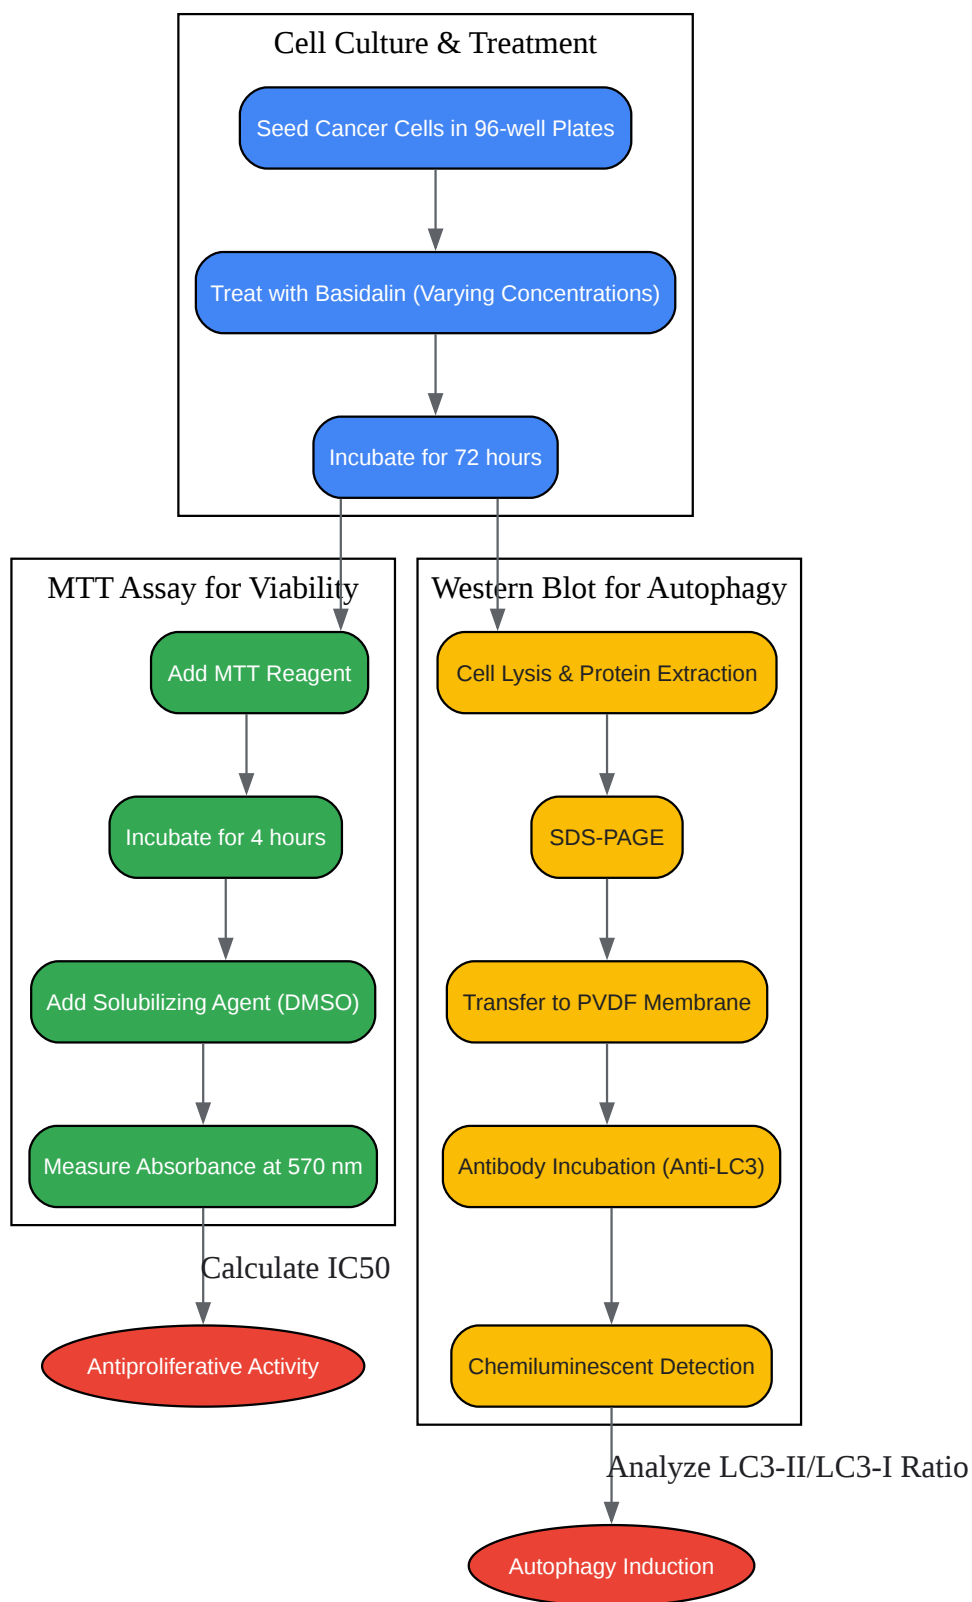 Cell Culture & Treatment
Seed Cancer Cells in 96-well Plates
Treat with Basidalin (Varying Concentrations)
Incubate for 72 hours
MTT Assay for Viability
Add MTT Reagent
Incubate for 4 hours
Add Solubilizing Agent (DMSO)
Measure Absorbance at 570 nm
Calculate IC50
Antiproliferative Activity
Western Blot for Autophagy
Cell Lysis & Protein Extraction
SDS-PAGE
Transfer to PVDF Membrane
Antibody Incubation (Anti-LC3)
Chemiluminescent Detection
Analyze LC3-II/LC3-I Ratio
Autophagy Induction